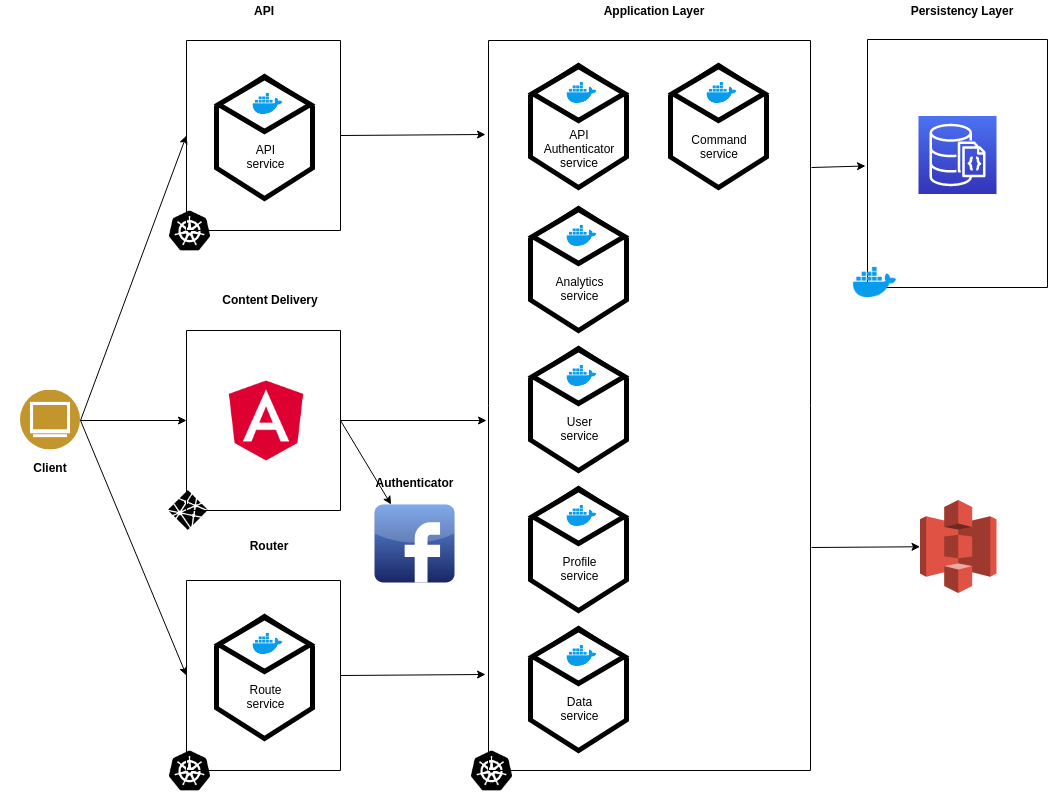 API
Application Layer
Persistency Layer
API
service
API
Authenticator
service
Command
service
Analytics
service
Content Delivery
User
service
Client
Authenticator
Router
Profile
service
Route
service
Data
service